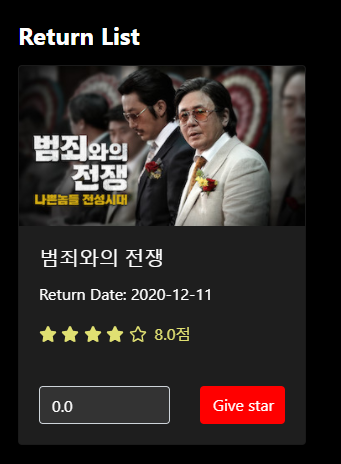 Return List
범죄와의
전쟁
나쁜놈들 전성시대
범죄와의 전쟁
Return Date: 2020-12-11
8.0점
0.0
Give star